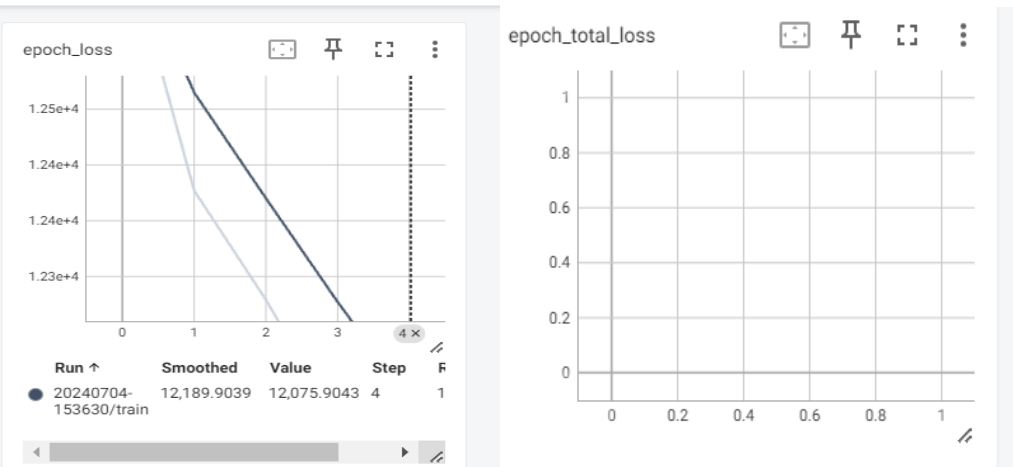 epoch_loss
1.25e+4
1.24e+4
1.24e+4
1.23e+4
0 1 2 3 4 ×
Run ↑ Smoothed Value Step R
20240704-153630/train 12,189.9039 12,075.9043 4 1
epoch_total_loss
1
0.8
0.6
0.4
0.2
0
0 0.2 0.4 0.6 0.8 1